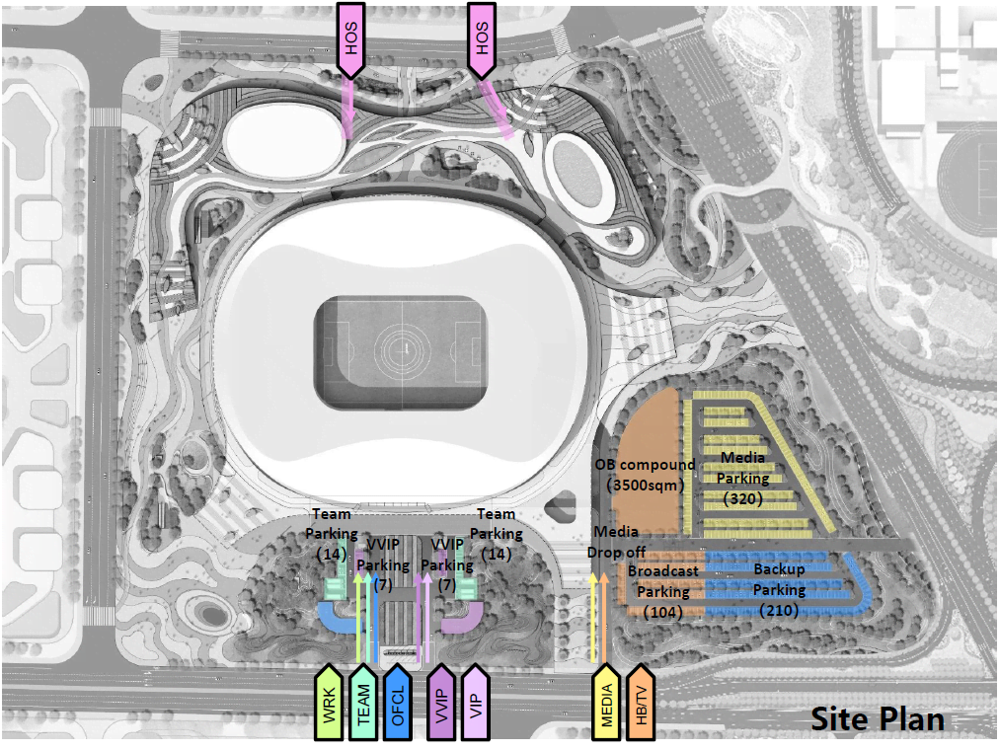 HOS
HOS
OB compound
(3500sqm)
Media
Parking
(320)
Team
Parking
(14)
VVIP
Parking
(7)
VVIP
Parking
(7)
Team
Parking
(14)
Media
Drop off
Broadcast
Parking
(104)
Backup
Parking
(210)
WRK
TEAM
OFCL
VVIP
VIP
MEDIA
HB/TV
Site Plan